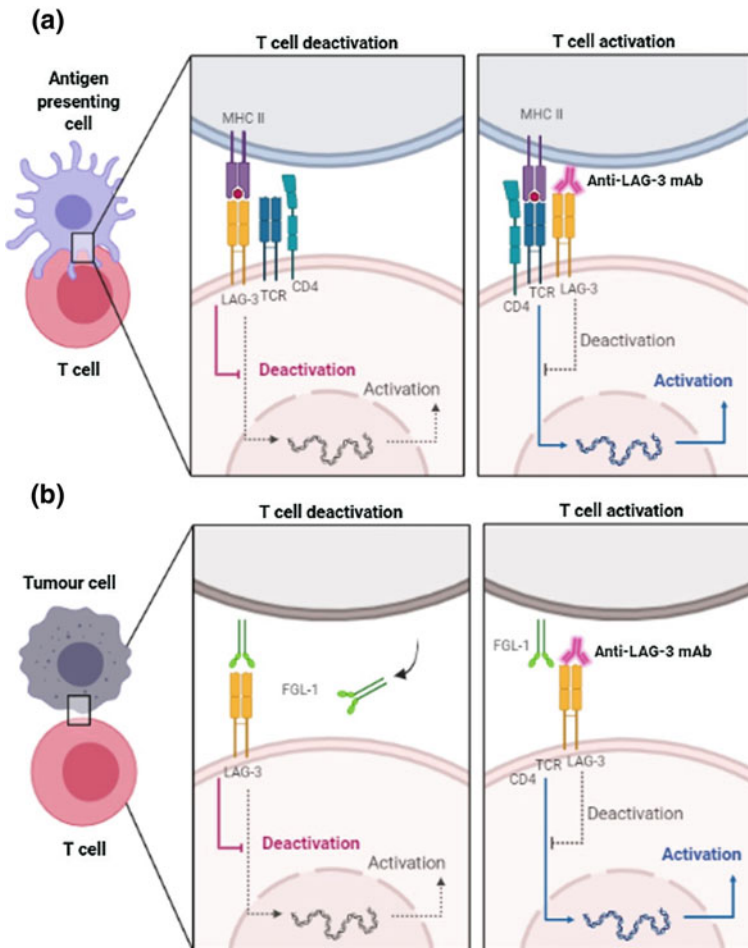 (a)
T cell deactivation
T cell activation
Antigen
presenting
cell
MHC II
MHC II
Anti-LAG-3 mAb
LAG-3
TCR
CD4
CD4
TCR
LAG-3
T cell
Deactivation
Activation
Deactivation
Activation
(b)
T cell deactivation
T cell activation
Tumour cell
FGL-1
FGL-1
Anti-LAG-3 mAb
LAG-3
CD4
TCR
LAG-3
T cell
Deactivation
Activation
Deactivation
Activation